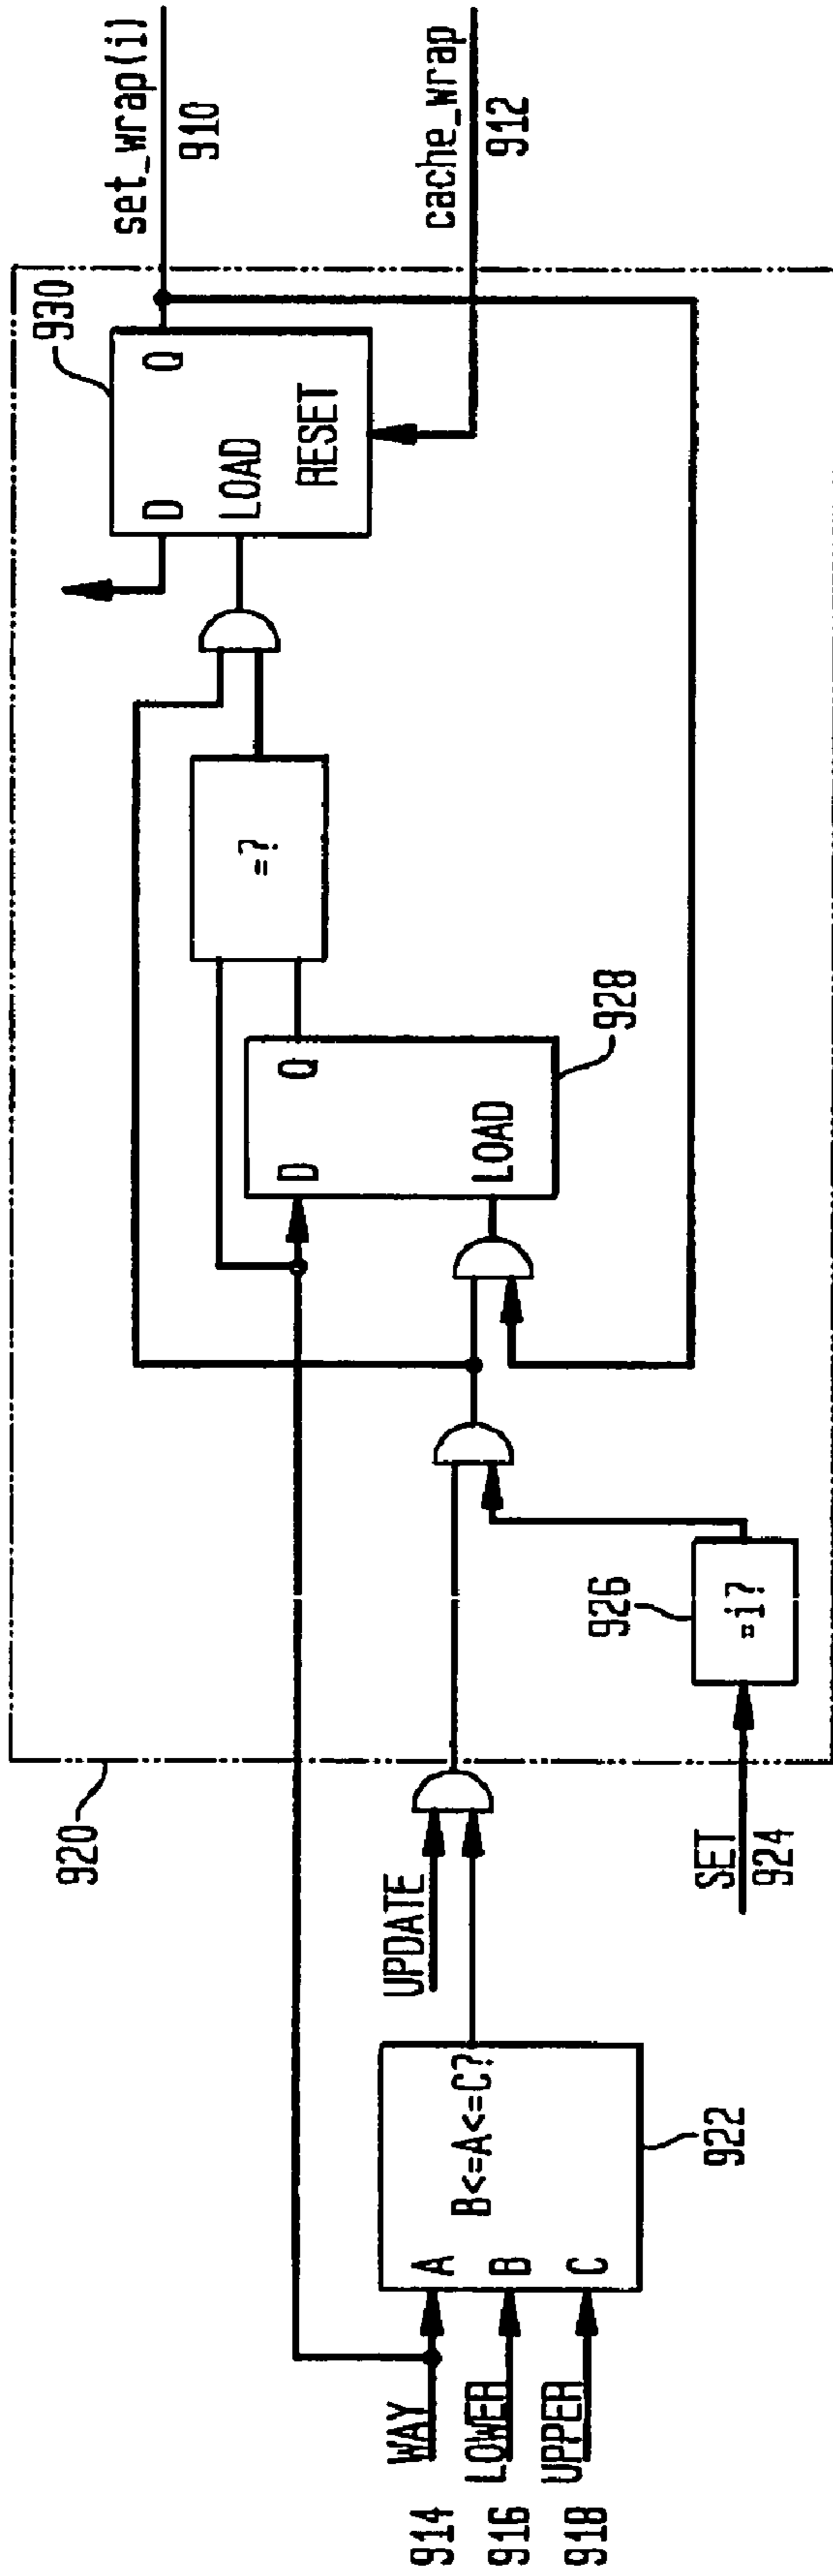 WAY
914
LOWER
916
UPPER
918
A
B
C
B<=A<=C?
922
UPDATE
SET
924
920
=i?
926
D
Q
LOAD
928
=?
D
Q
LOAD
RESET
930
set_wrap(i)
910
cache_wrap
912